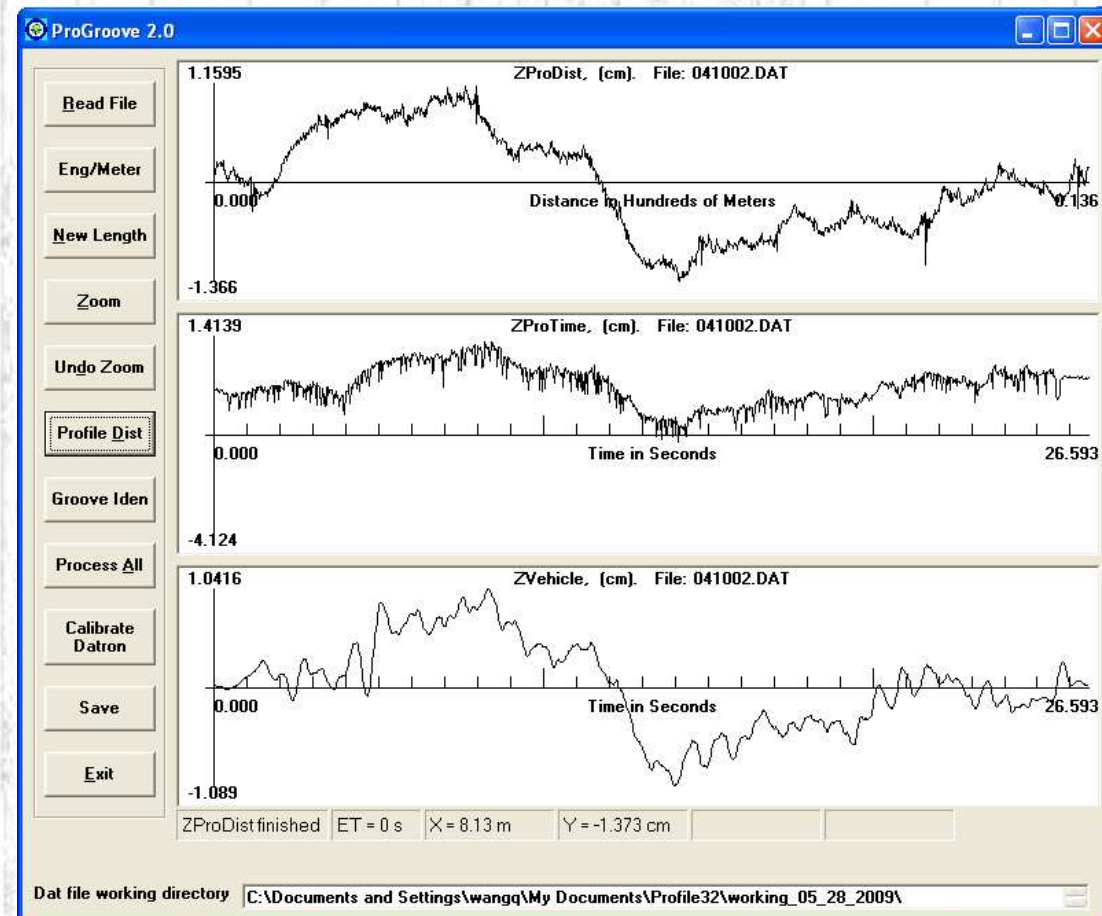 ProGroove 2.0
Read File
Eng/Meter
New Length
Zoom
Undo Zoom
Profile Dist
Groove Iden
Process All
Calibrate
Datron
Save
Exit
1.1595
ZProDist, (cm). File: 041002.DAT
0.000
Distance in Hundreds of Meters
0.136
-1.366
1.4139
ZProTime, (cm). File: 041002.DAT
0.000
Time in Seconds
26.593
-4.124
1.0416
ZVehicle, (cm). File: 041002.DAT
0.000
Time in Seconds
26.593
-1.089
ZProDist finished ET = 0 s X = 8.13 m Y = -1.373 cm
Dat file working directory C:\Documents and Settings\wangq\My Documents\Profile32\working_05_28_2009\